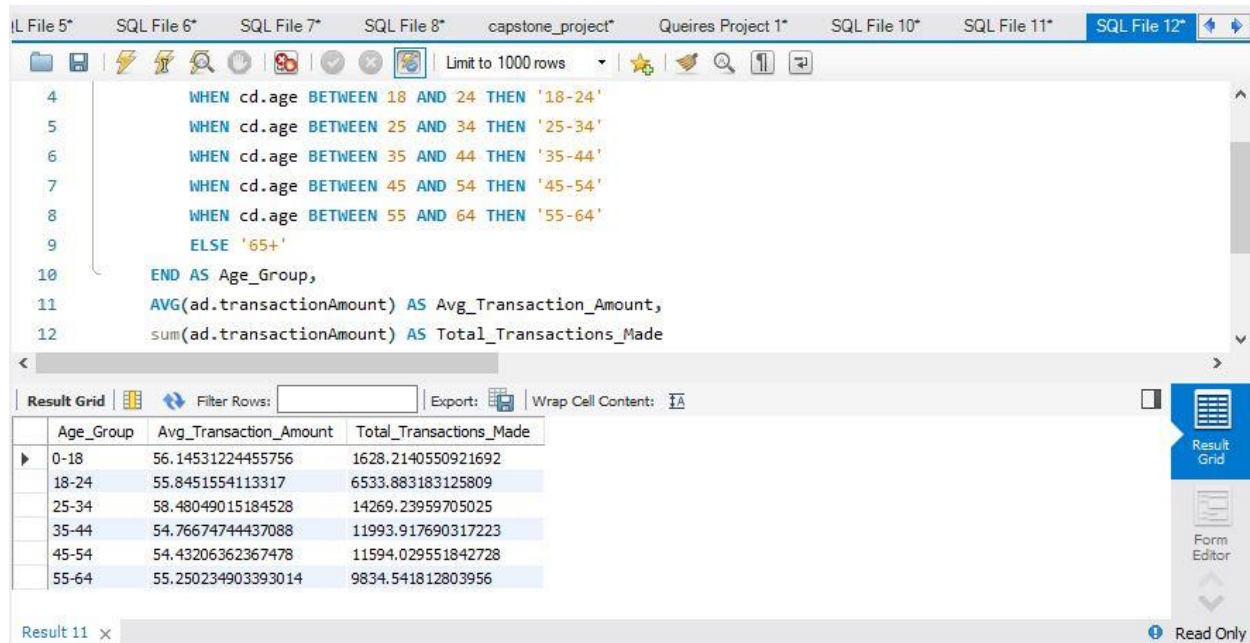 L File 5* SQL File 6* SQL File 7* SQL File 8* capstone_project* Queires Project 1* SQL File 10* SQL File 11* SQL File 12*
Limit to 1000 rows
4 WHEN cd.age BETWEEN 18 AND 24 THEN '18-24'
5 WHEN cd.age BETWEEN 25 AND 34 THEN '25-34'
6 WHEN cd.age BETWEEN 35 AND 44 THEN '35-44'
7 WHEN cd.age BETWEEN 45 AND 54 THEN '45-54'
8 WHEN cd.age BETWEEN 55 AND 64 THEN '55-64'
9 ELSE '65+'
10 END AS Age_Group,
11 AVG(ad.transactionAmount) AS Avg_Transaction_Amount,
12 sum(ad.transactionAmount) AS Total_Transactions_Made
Result Grid Filter Rows: Export: Wrap Cell Content:
Age_Group Avg_Transaction_Amount Total_Transactions_Made
0-18 56.14531224455756 1628.2140550921692
18-24 55.8451554113317 6533.883183125809
25-34 58.48049015184528 14269.23959705025
35-44 54.76674744437088 11993.917690317223
45-54 54.43206362367478 11594.029551842728
55-64 55.250234903393014 9834.541812803956
Result
Grid
Form
Editor
Result 11 Read Only